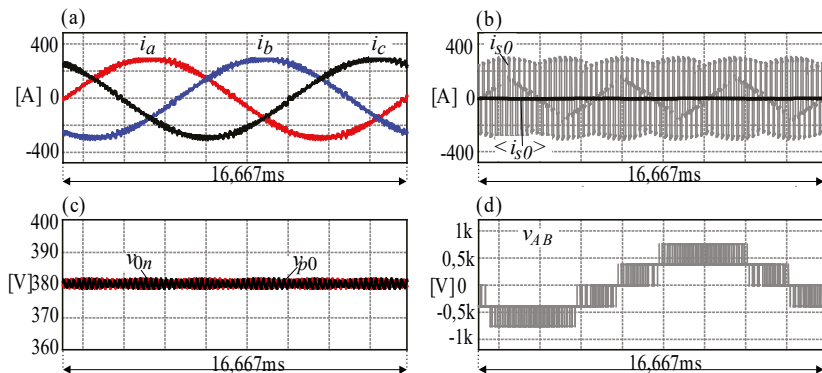 (a)
400
[A]
0
-400
i_a
i_b
i_c
16,667ms
(b)
400
[A]
0
-400
i_s0
<i_s0>
16,667ms
(c)
400
390
[V]
380
370
360
v_0n
v_p0
16,667ms
(d)
1k
0,5k
[V]
0
-0,5k
-1k
v_AB
16,667ms